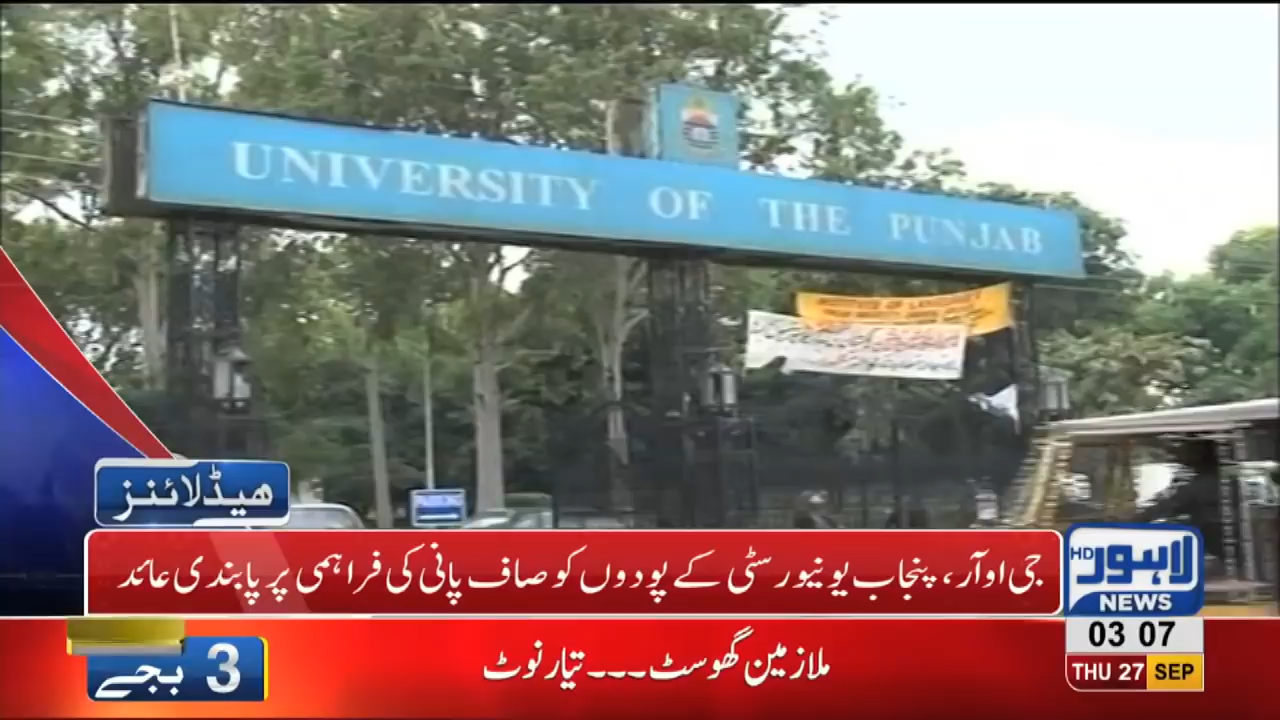 UNIVERSITY OF THE PUNJAB
ہیڈلائنز
جی او آر، پنجاب یونیورسٹی کے پودوں کو صاف پانی کی فراہمی پر پابندی عائد
HD لاہور
NEWS
03 07
THU 27 SEP
3 بجے
ملازمین گھوسٹ۔۔۔ تیار نوٹ